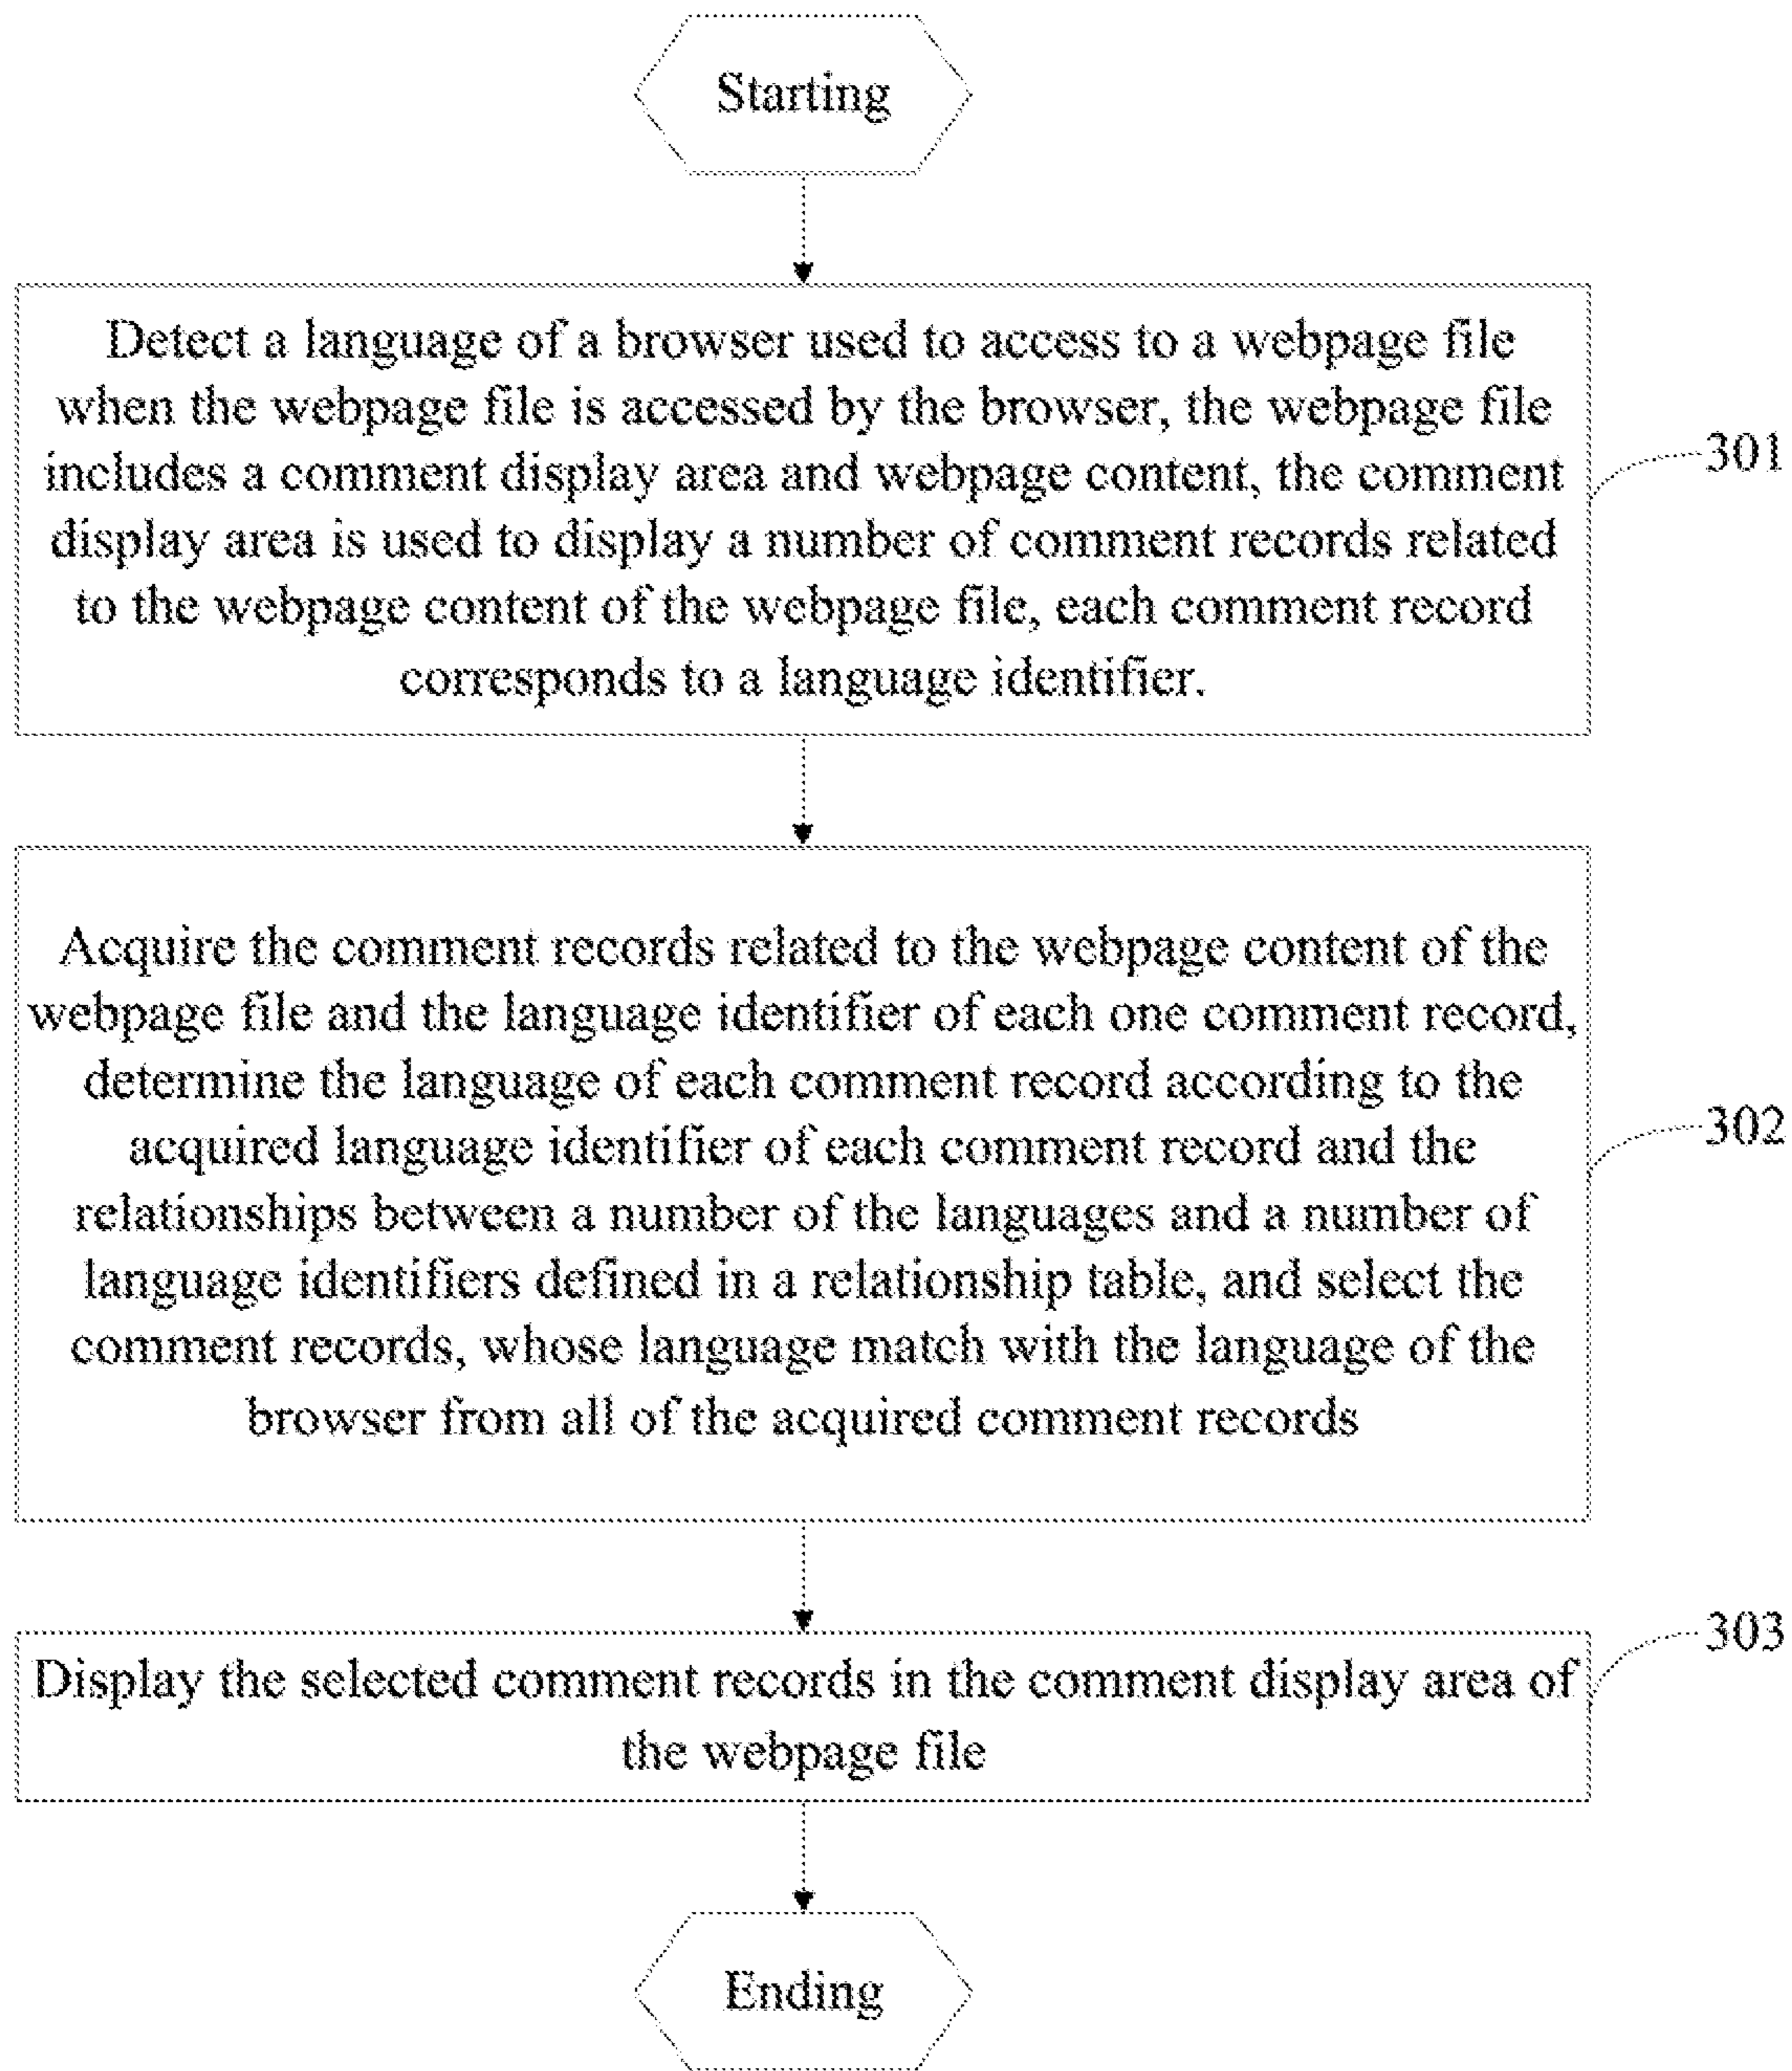 Starting
Detect a language of a browser used to access to a webpage file
when the webpage file is accessed by the browser, the webpage file
includes a comment display area and webpage content, the comment
display area is used to display a number of comment records related
to the webpage content of the webpage file, each comment record
corresponds to a language identifier.
301
Acquire the comment records related to the webpage content of the
webpage file and the language identifier of each one comment record,
determine the language of each comment record according to the
acquired language identifier of each comment record and the
relationships between a number of the languages and a number of
language identifiers defined in a relationship table, and select the
comment records, whose language match with the language of the
browser from all of the acquired comment records
302
Display the selected comment records in the comment display area of
the webpage file
303
Ending